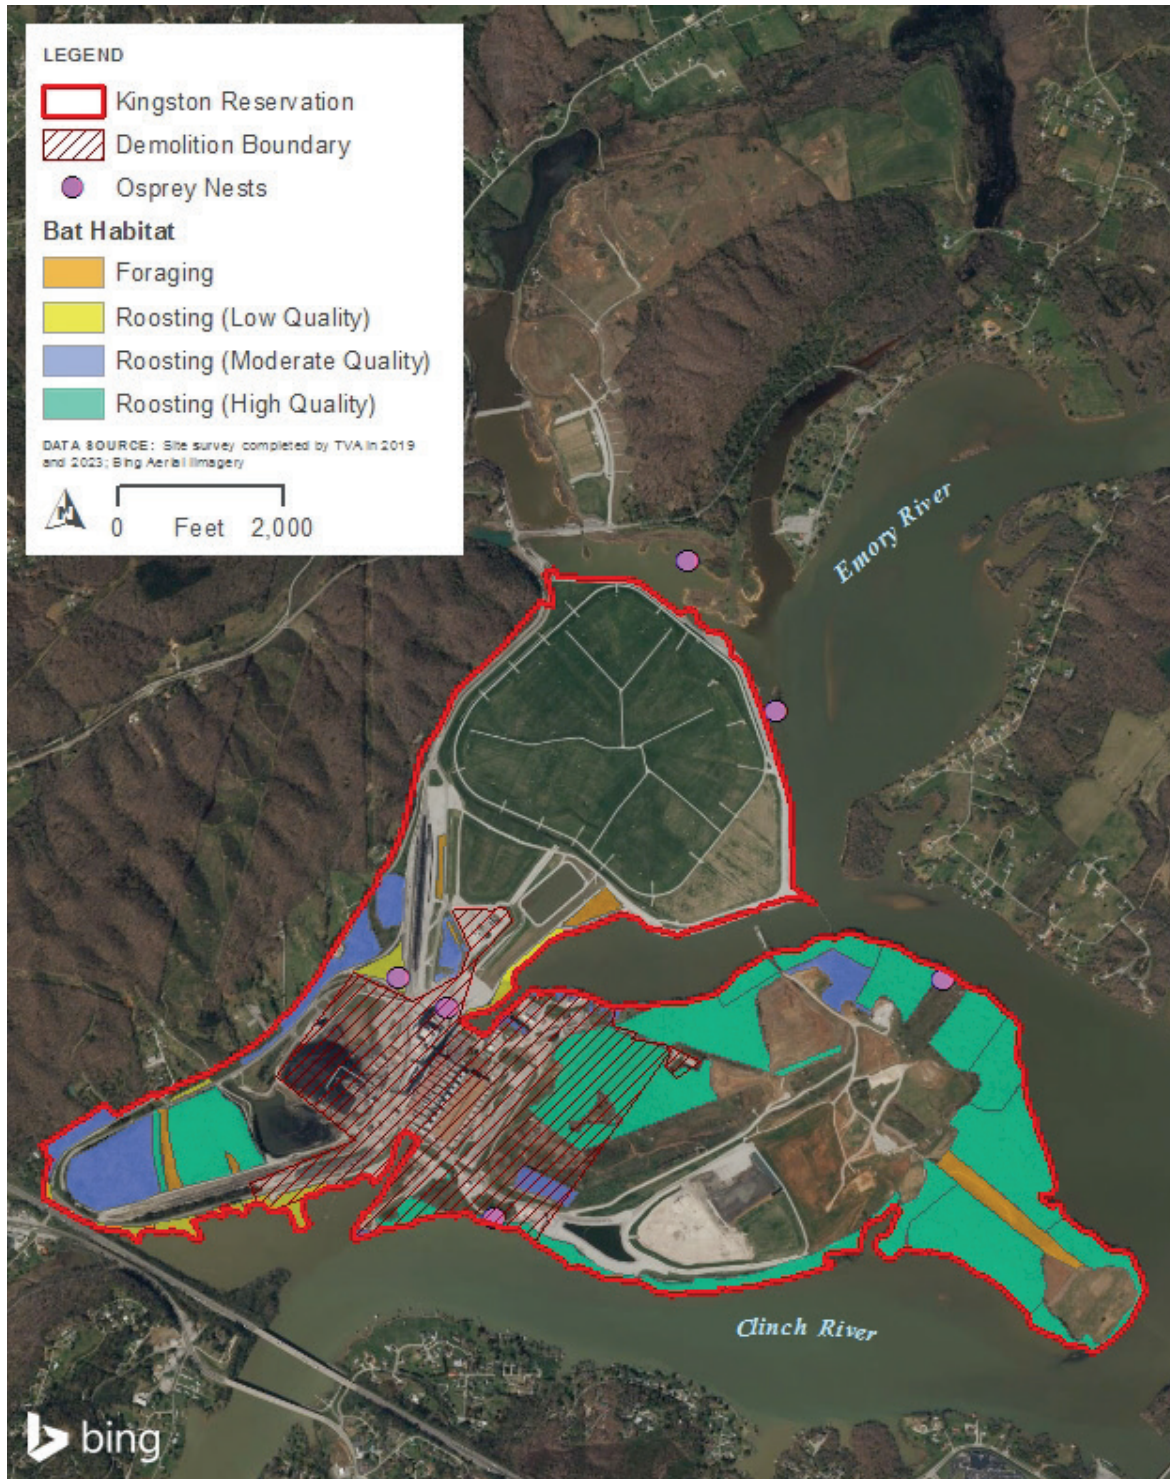 LEGEND
Kingston Reservation
Demolition Boundary
Osprey Nests
Bat Habitat
Foraging
Roosting (Low Quality)
Roosting (Moderate Quality)
Roosting (High Quality)
DATA SOURCE: Site survey completed by TVA in 2019
and 2023; Bing Aerial Iimagery
N
0 Feet 2,000
Emory River
Clinch River
bing